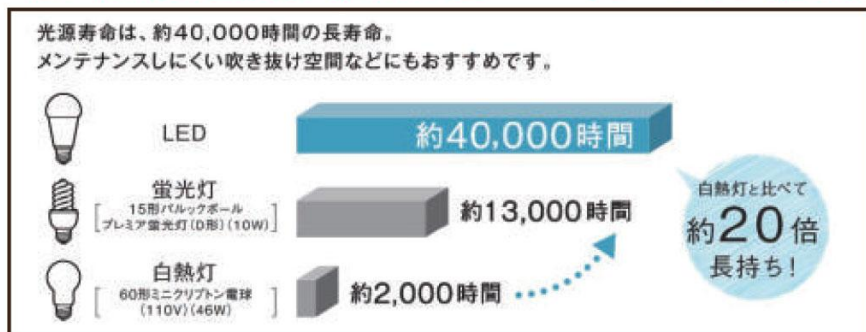 光源寿命は、約40,000時間の長寿命。
メンテナンスしにくい吹き抜け空間などにもおすすめです。
LED
約40,000時間
蛍光灯
15形パルックボール
プレミア蛍光灯(D形)(10W)
約13,000時間
白熱灯
60形ミニクリプトン電球
(110V)(46W)
約2,000時間
白熱灯と比べて
約20倍
長持ち!